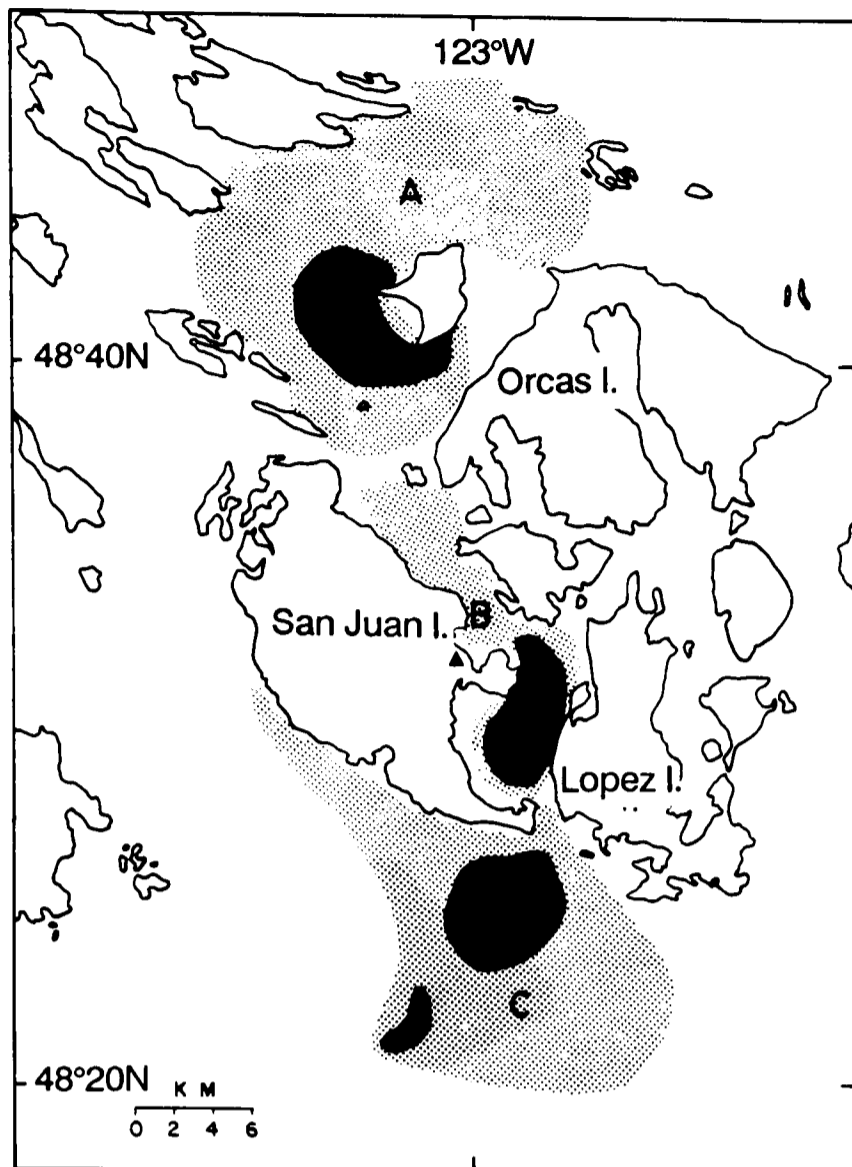 123°W
A
48°40N
Orcas I.
San Juan I.
B
Lopez I.
C
48°20N
K M
0 2 4 6